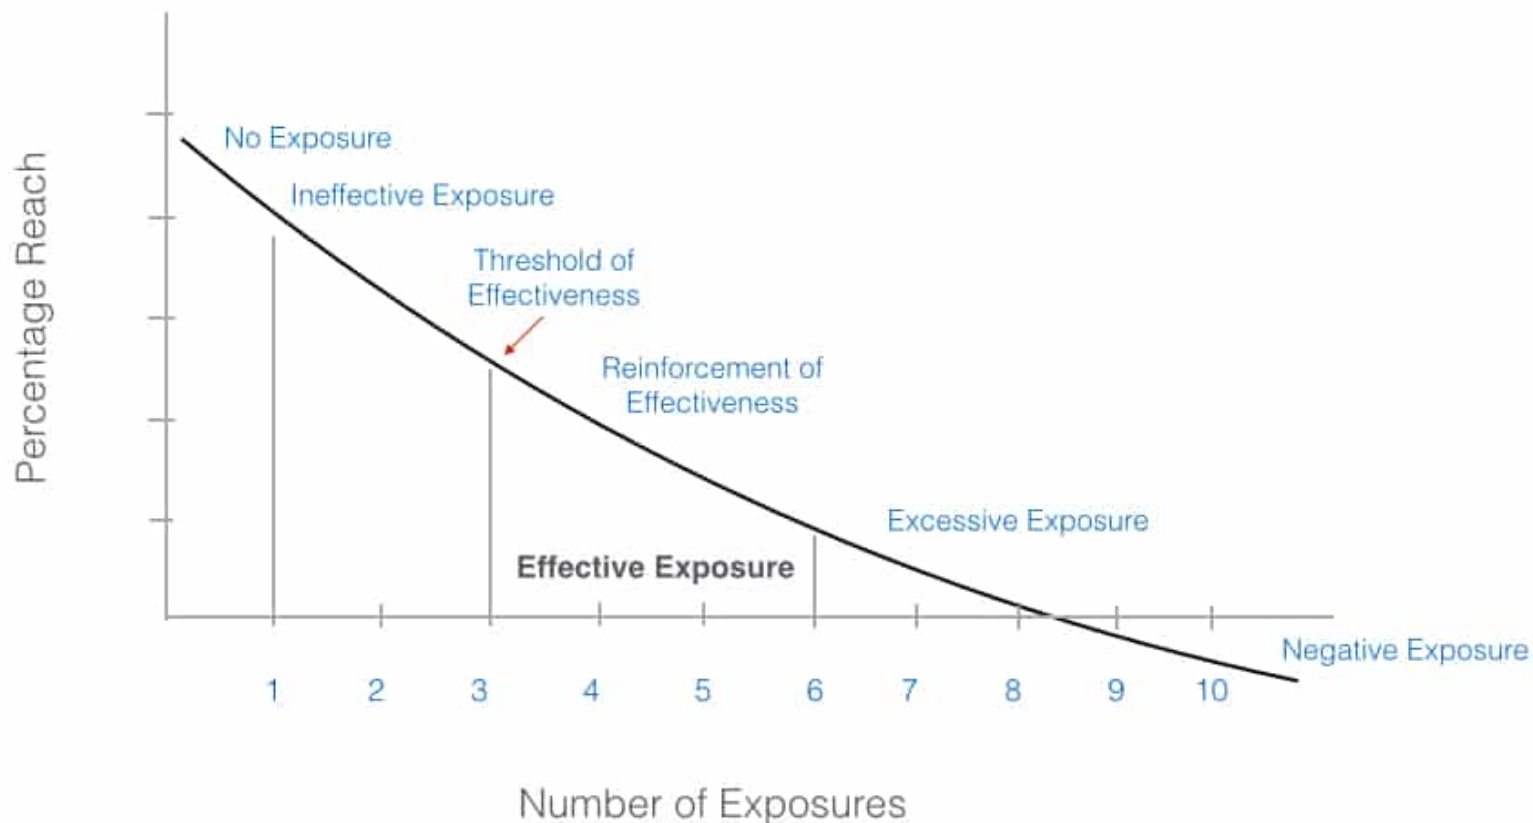 No Exposure
Ineffective Exposure
Threshold of
Effectiveness
Reinforcement of
Effectiveness
Percentage Reach
Excessive Exposure
Effective Exposure
Negative Exposure
1 2 3 4 5 6 7 8 9 10
Number of Exposures